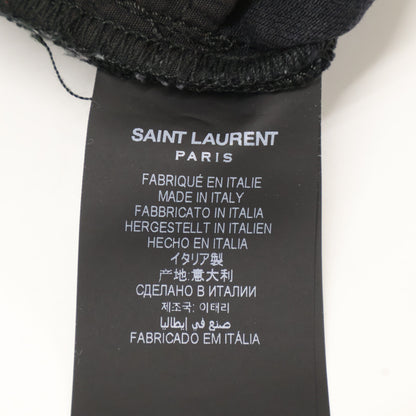 SAINT LAURENT
PARIS
FABRIQUÉ EN ITALIE
MADE IN ITALY
FABBRICATO IN ITALIA
HERGESTELLT IN ITALIEN
HECHO EN ITALIA
イタリア製
产地:意大利
СДЕЛАНО В ИТАЛИИ
제조국: 이태리
صنع في إيطاليا
FABRICADO EM ITÁLIA